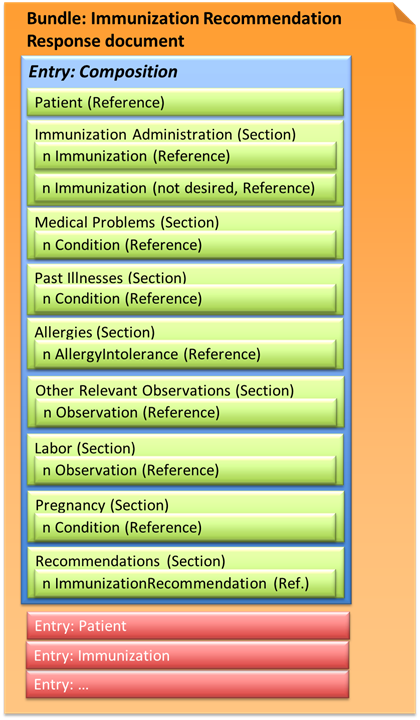 Bundle: Immunization Recommendation
Response document
Entry: Composition
Patient (Reference)
Immunization Administration (Section)
n Immunization (Reference)
n Immunization (not desired, Reference)
Medical Problems (Section)
n Condition (Reference)
Past Illnesses (Section)
n Condition (Reference)
Allergies (Section)
n AllergyIntolerance (Reference)
Other Relevant Observations (Section)
n Observation (Reference)
Labor (Section)
n Observation (Reference)
Pregnancy (Section)
n Condition (Reference)
Recommendations (Section)
n ImmunizationRecommendation (Ref.)
Entry: Patient
Entry: Immunization
Entry: ...